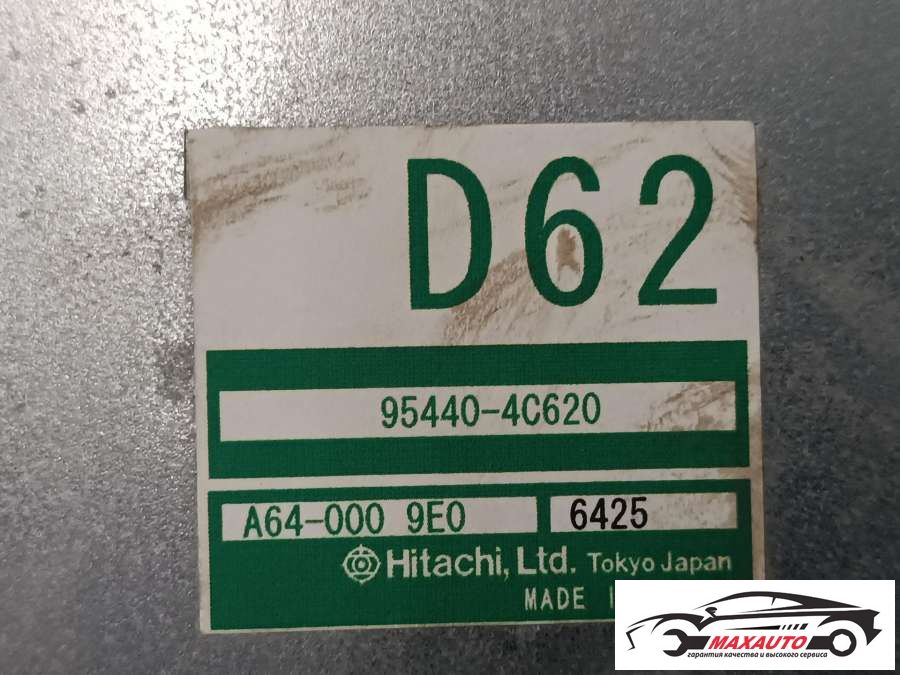 D62
95440-4C620
A64-000 9E0 6425
Hitachi, Ltd. Tokyo Japan
MADE
MAXAUTO
гарантия качества и высокого сервиса